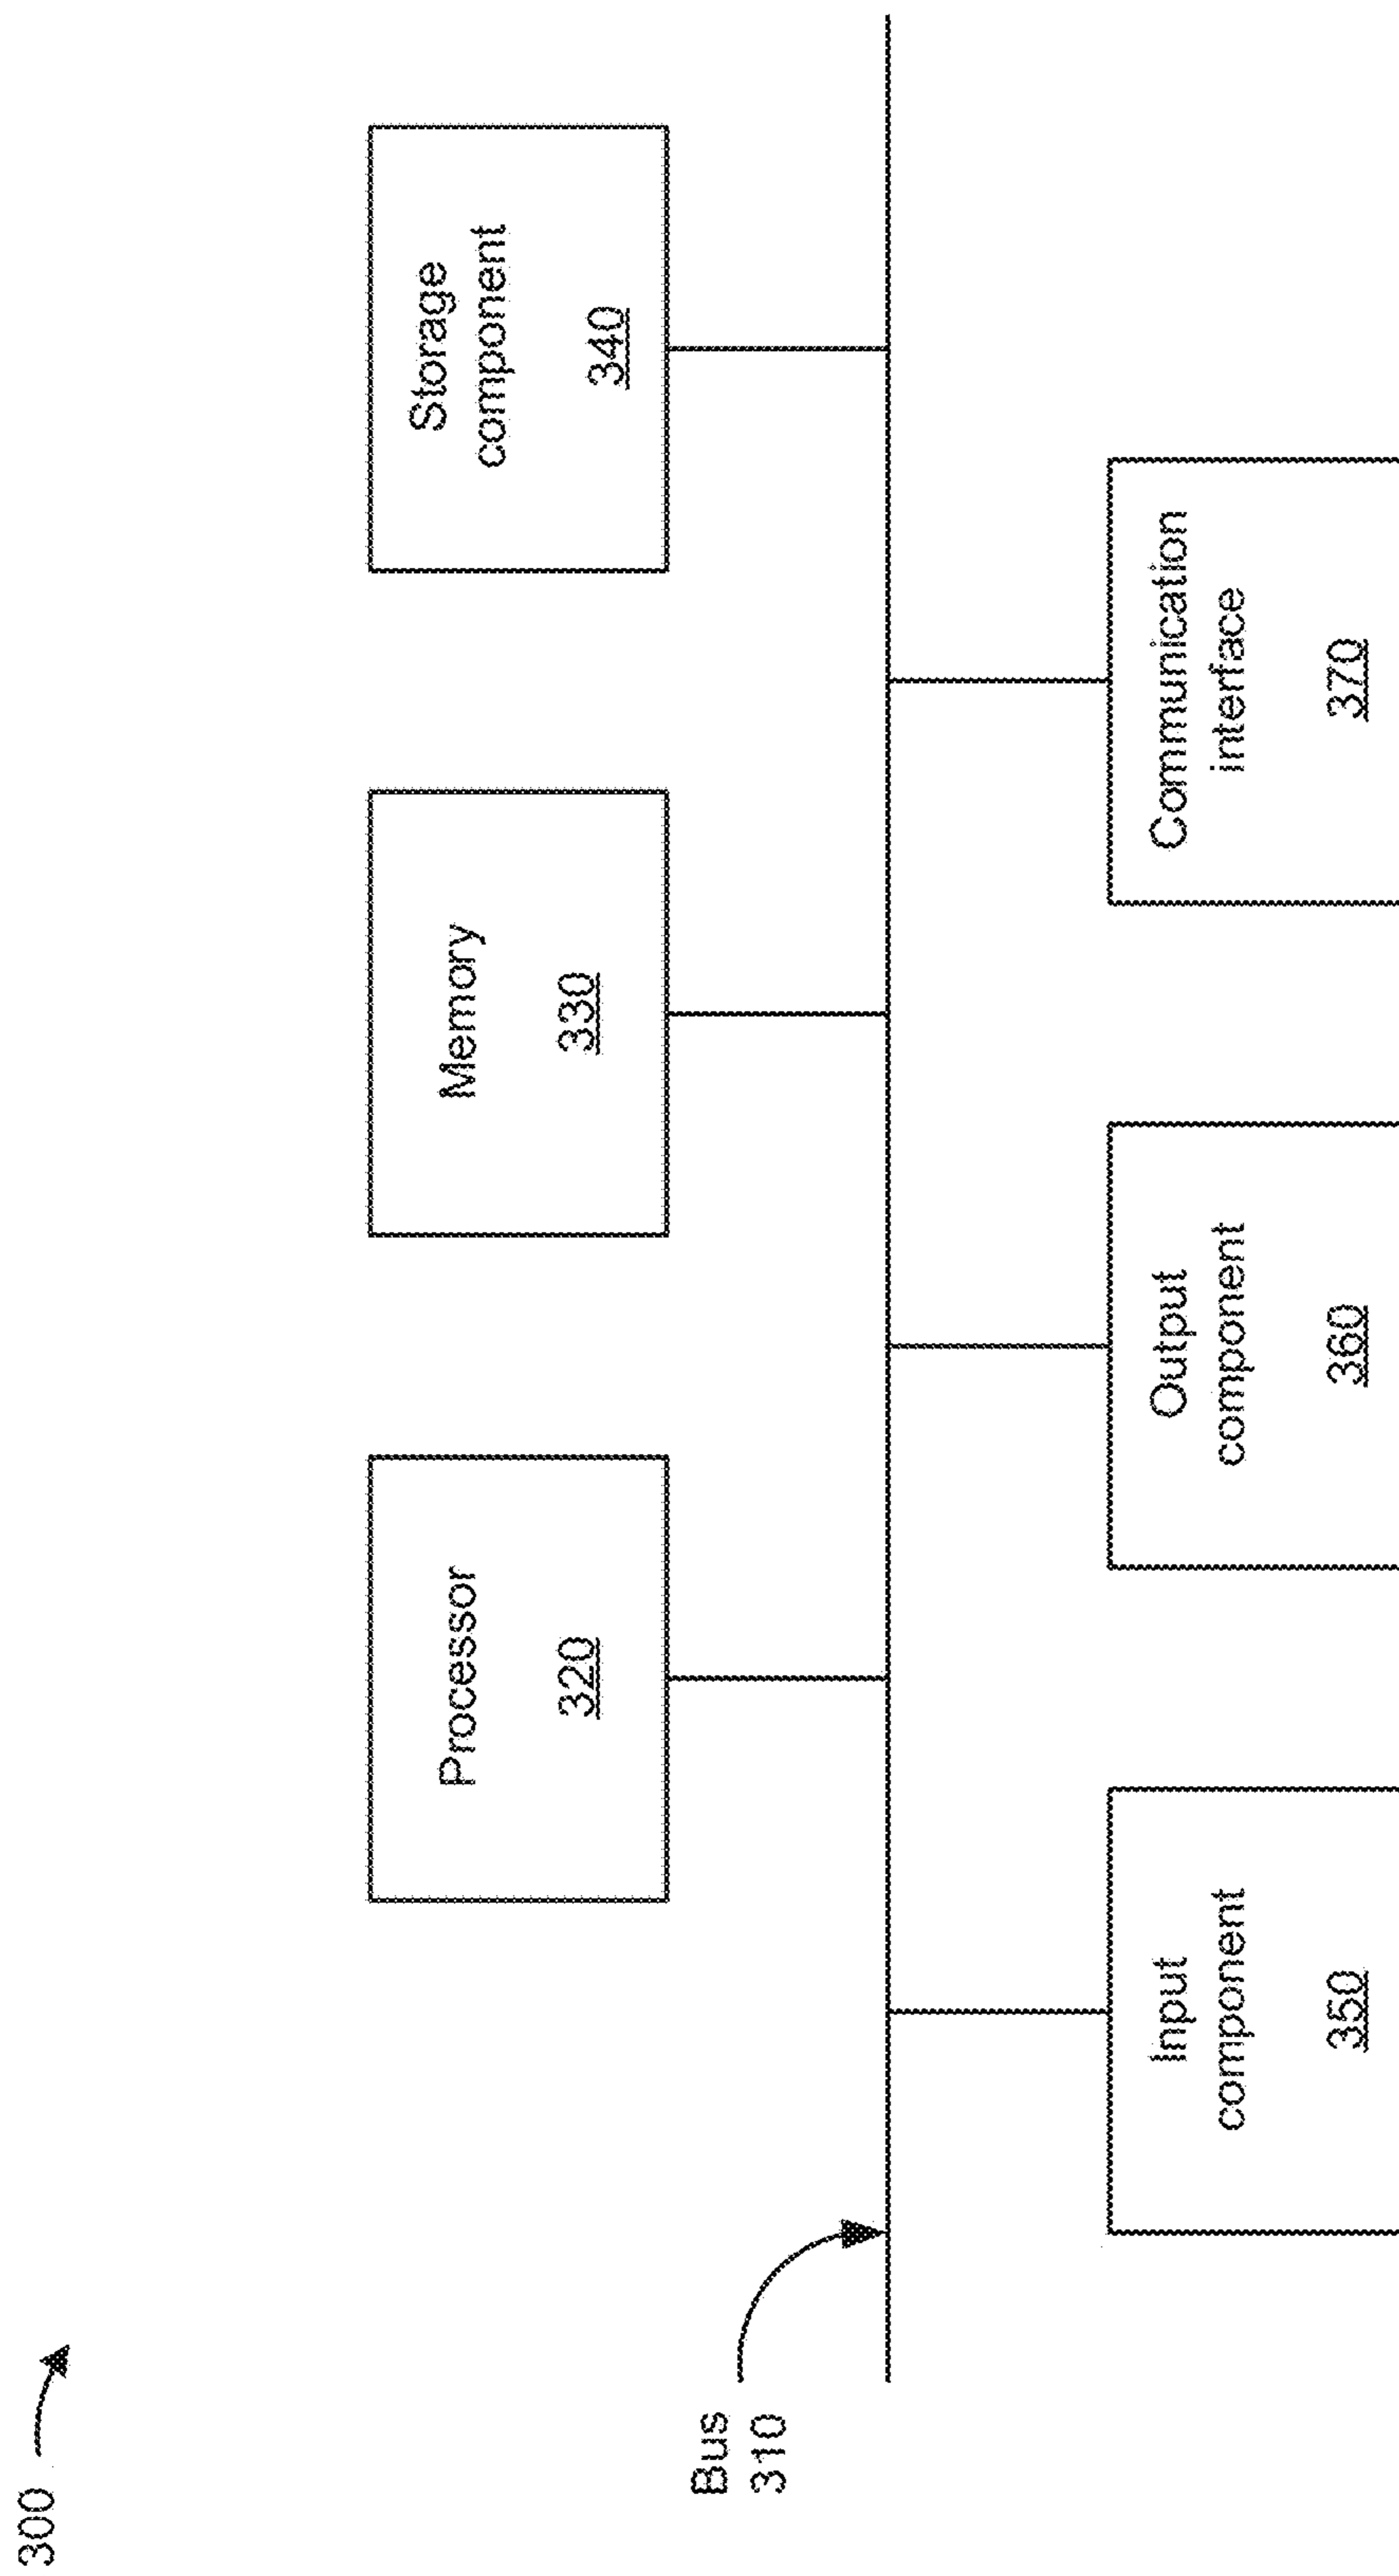 300
Bus
310
Processor
320
Memory
330
Storage
component
340
Input
component
350
Output
component
360
Communication
interface
370